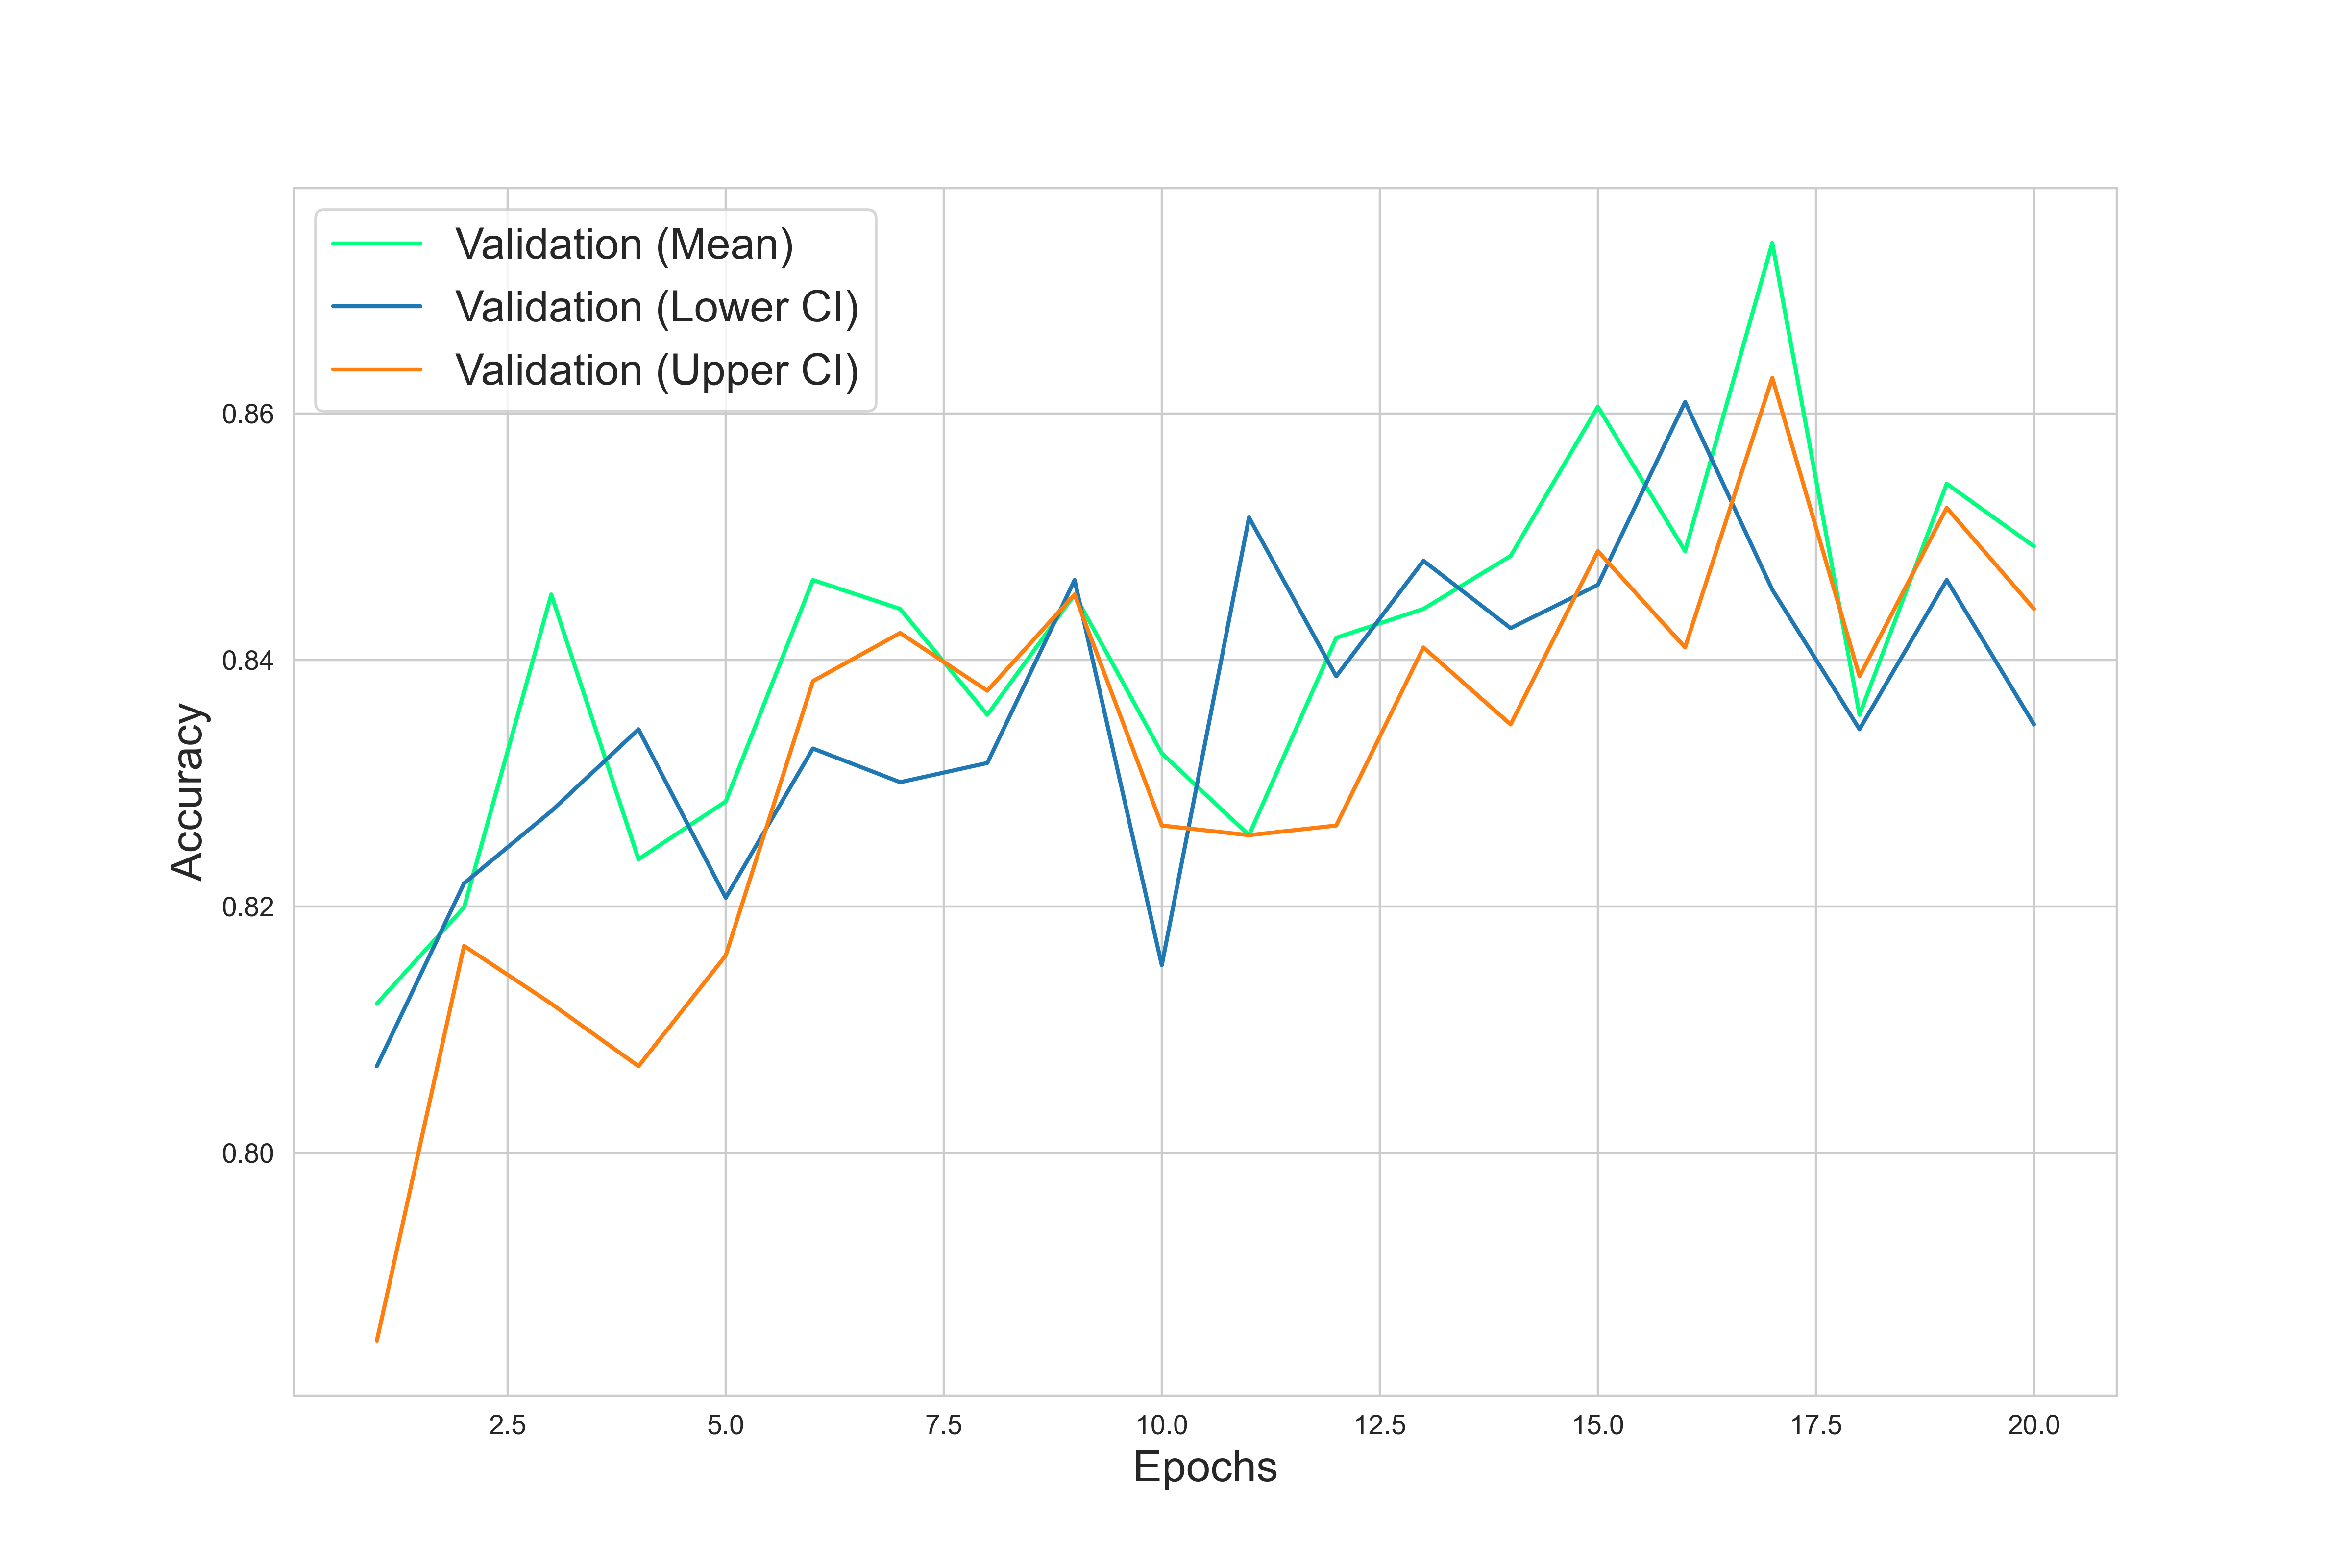 Validation (Mean)
Validation (Lower CI)
Validation (Upper CI)
0.86
0.84
0.82
0.80
Accuracy
2.5 5.0 7.5 10.0 12.5 15.0 17.5 20.0
Epochs